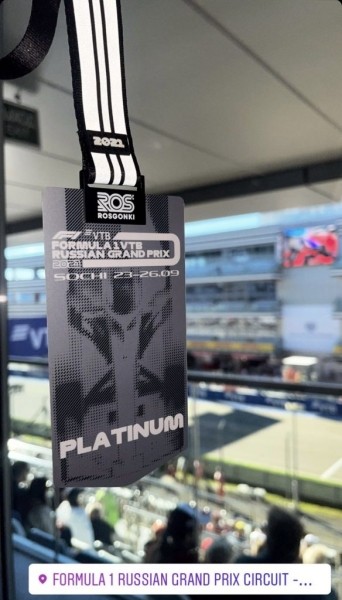 2021
ROS
ROSGONKI
F1 VTB
FORMULA 1 VTB
RUSSIAN GRAND PRIX
2021
SOCHI 23-26.09
PLATINUM
FORMULA 1 RUSSIAN GRAND PRIX CIRCUIT -...